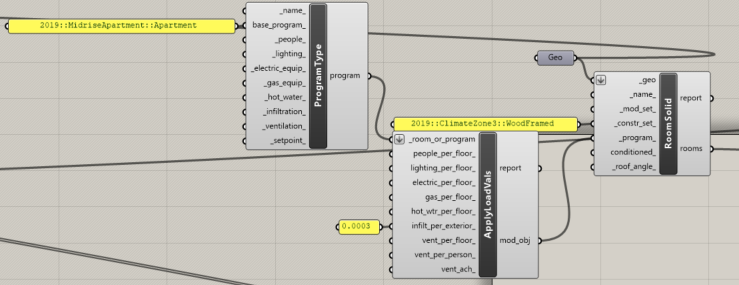 _name_
2019::MidriseApartment::Apartment
base_program_
_people_
_lighting_
_electric_equip_
_gas_equip_
_hot_water_
_infiltration_
_ventilation_
_setpoint_
ProgramType
program
Geo
_geo
_name_
_mod_set_
_constr_set_
_program_
conditioned_
_roof_angle_
RoomSolid
report
rooms
2019::ClimateZone3::WoodFramed
_room_or_program
people_per_floor_
lighting_per_floor_
electric_per_floor_
gas_per_floor_
hot_wtr_per_floor_
infilt_per_exterior_
vent_per_floor_
vent_per_person_
vent_ach_
ApplyLoadVals
report
mod_obj
0.0003